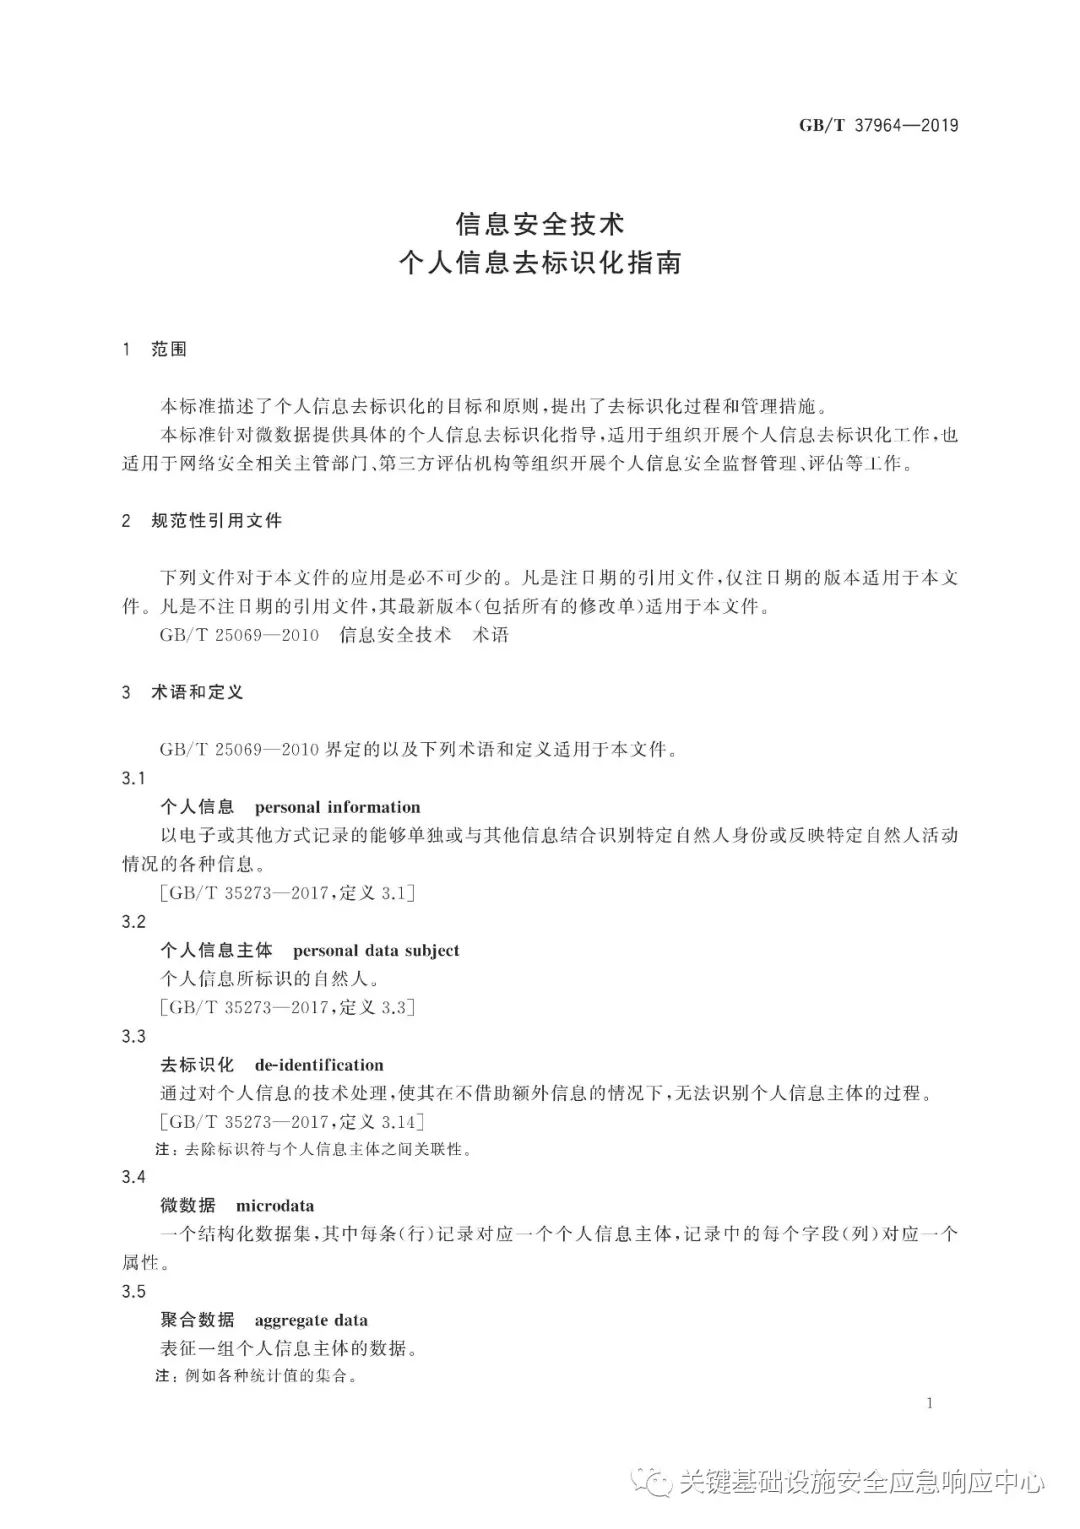 GB/T 37964—2019
信息安全技术
个人信息去标识化指南
1 范围
本标准描述了个人信息去标识化的目标和原则,提出了去标识化过程和管理措施。
本标准针对微数据提供具体的个人信息去标识化指导,适用于组织开展个人信息去标识化工作,也
适用于网络安全相关主管部门、第三方评估机构等组织开展个人信息安全监督管理、评估等工作。
2 规范性引用文件
下列文件对于本文件的应用是必不可少的。凡是注日期的引用文件,仅注日期的版本适用于本文
件。凡是不注日期的引用文件,其最新版本(包括所有的修改单)适用于本文件。
GB/T 25069—2010 信息安全技术 术语
3 术语和定义
GB/T 25069—2010 界定的以及下列术语和定义适用于本文件。
3.1
个人信息 personal information
以电子或其他方式记录的能够单独或与其他信息结合识别特定自然人身份或反映特定自然人活动
情况的各种信息。
[GB/T 35273—2017,定义 3.1]
3.2
个人信息主体 personal data subject
个人信息所标识的自然人。
[GB/T 35273—2017,定义 3.3]
3.3
去标识化 de-identification
通过对个人信息的技术处理,使其在不借助额外信息的情况下,无法识别个人信息主体的过程。
[GB/T 35273—2017,定义 3.14]
注:去除标识符与个人信息主体之间关联性。
3.4
微数据 microdata
一个结构化数据集,其中每条(行)记录对应一个个人信息主体,记录中的每个字段(列)对应一个
属性。
3.5
聚合数据 aggregate data
表征一组个人信息主体的数据。
注:例如各种统计值的集合。
1
关键基础设施安全应急响应中心